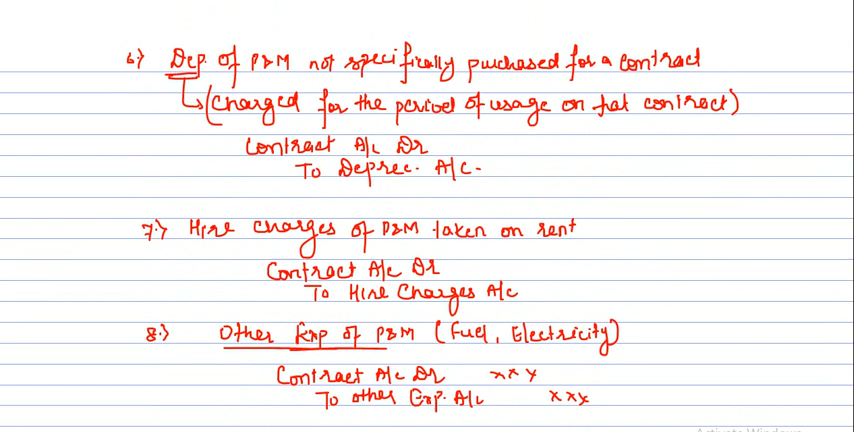 6.) Dep. of P&M not specifically purchased for a contract
(Charged for the period of usage on that contract)
Contract A/c Dr
To Deprec. A/c.
7.) Hire Charges of P&M taken on rent
Contract A/c Dr
To Hire Charges A/c
8.) Other Exp of P&M (Fuel, Electricity)
Contract A/c Dr xxx
To other Exp. A/c xxx